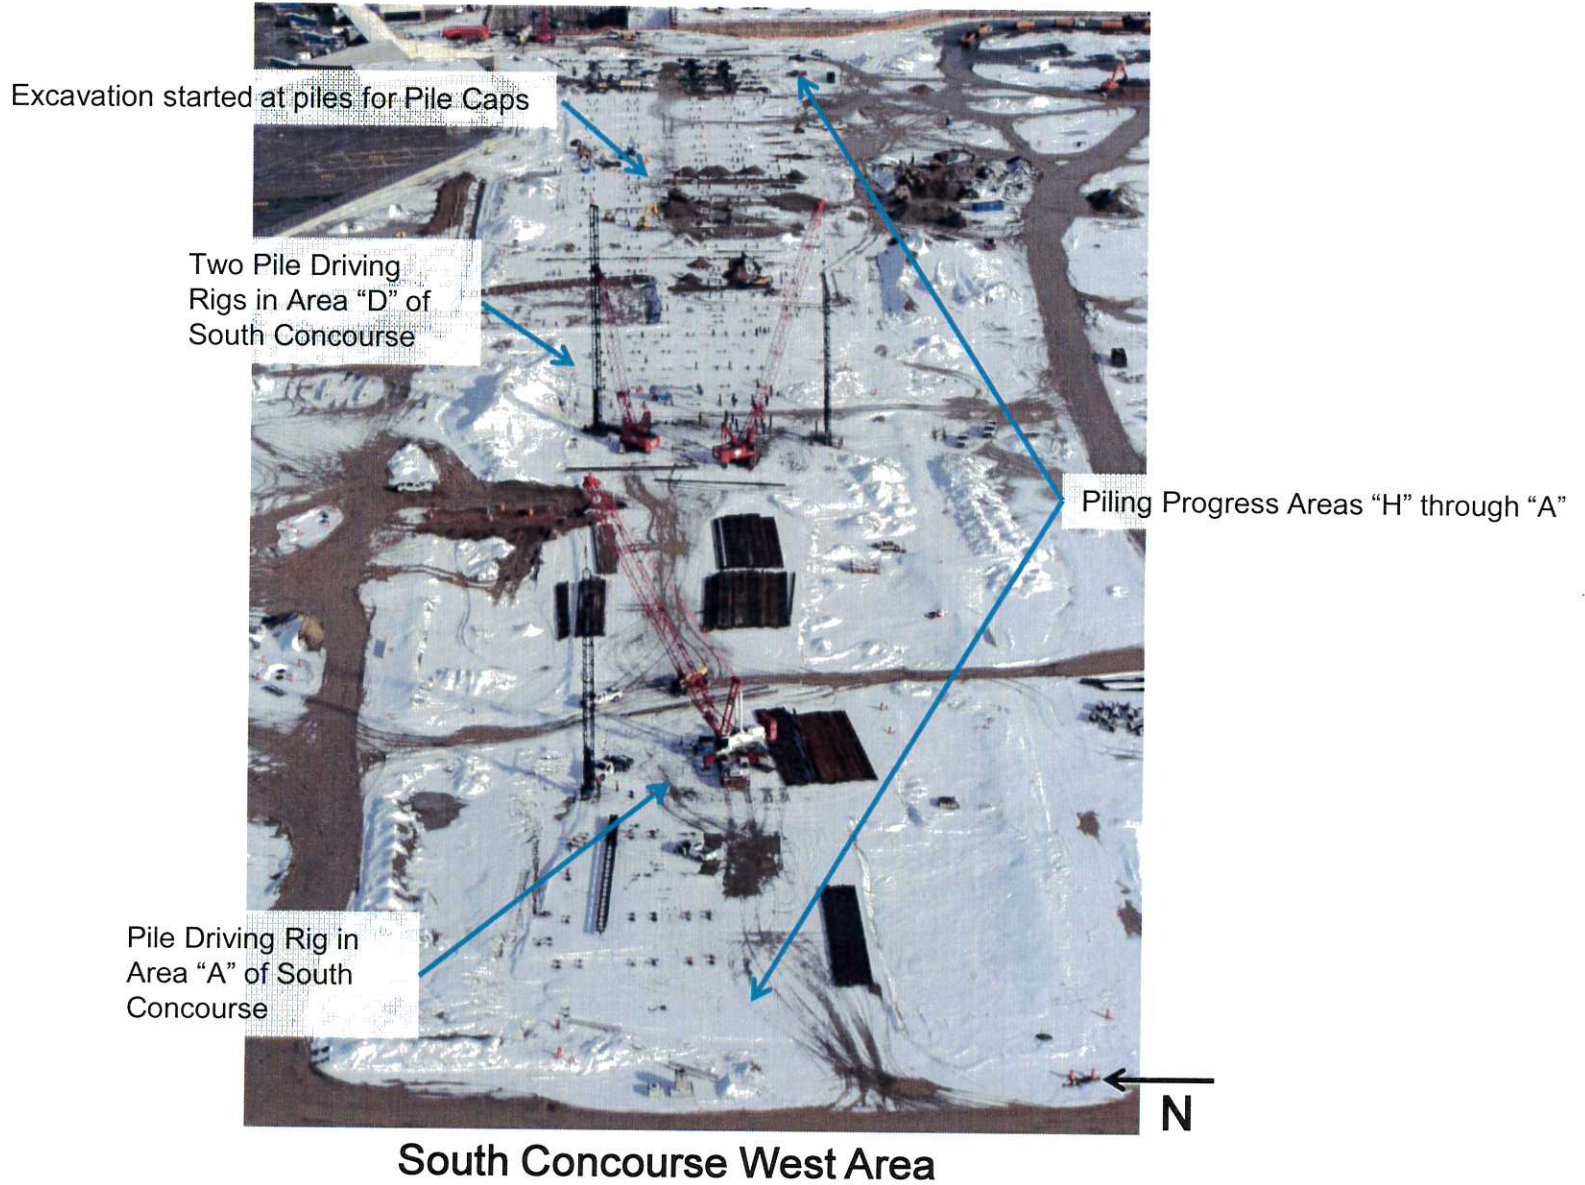 Excavation started at piles for Pile Caps
Two Pile Driving
Rigs in Area “D” of
South Concourse
Piling Progress Areas “H” through “A”
Pile Driving Rig in
Area “A” of South
Concourse
N
South Concourse West Area